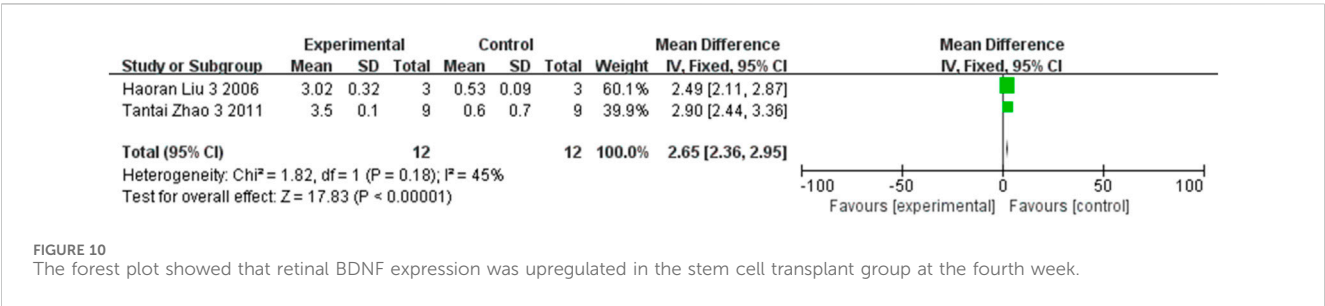 Experimental Control Mean Difference Mean Difference
Study or Subgroup Mean SD Total Mean SD Total Weight IV, Fixed, 95% CI IV, Fixed, 95% CI
Haoran Liu 3 2006 3.02 0.32 3 0.53 0.09 3 60.1% 2.49 [2.11, 2.87]
Tantai Zhao 3 2011 3.5 0.1 9 0.6 0.7 9 39.9% 2.90 [2.44, 3.36]
Total (95% CI) 12 12 100.0% 2.65 [2.36, 2.95]
Heterogeneity: Chi² = 1.82, df = 1 (P = 0.18); I² = 45%
Test for overall effect: Z = 17.83 (P < 0.00001)
-100 -50 0 50 100
Favours [experimental] Favours [control]
FIGURE 10
The forest plot showed that retinal BDNF expression was upregulated in the stem cell transplant group at the fourth week.